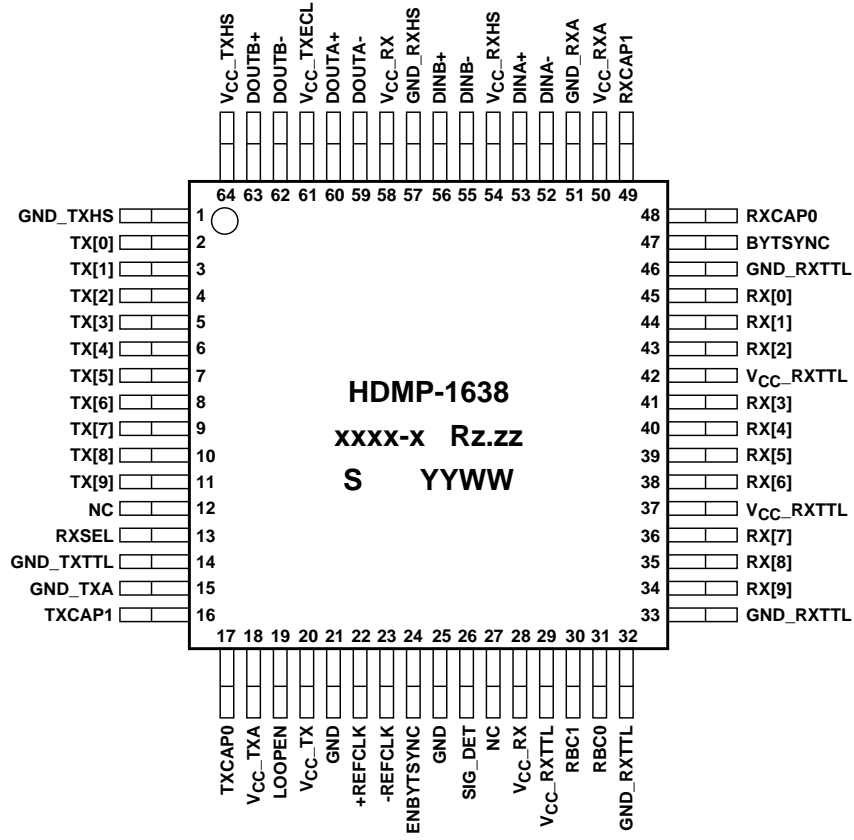 VCC_TXHS
DOUTB+
DOUTB-
VCC_TXECL
DOUTA+
DOUTA-
VCC_RX
GND_RXHS
DINB+
DINB-
VCC_RXHS
DINA+
DINA-
GND_RXA
VCC_RXA
RXCAP1
64 63 62 61 60 59 58 57 56 55 54 53 52 51 50 49
GND_TXHS 1
TX[0] 2
TX[1] 3
TX[2] 4
TX[3] 5
TX[4] 6
TX[5] 7
TX[6] 8
TX[7] 9
TX[8] 10
TX[9] 11
NC 12
RXSEL 13
GND_TXTTL 14
GND_TXA 15
TXCAP1 16
HDMP-1638
xxxx-x Rz.zz
S YYWW
48 RXCAP0
47 BYTSYNC
46 GND_RXTTL
45 RX[0]
44 RX[1]
43 RX[2]
42 VCC_RXTTL
41 RX[3]
40 RX[4]
39 RX[5]
38 RX[6]
37 VCC_RXTTL
36 RX[7]
35 RX[8]
34 RX[9]
33 GND_RXTTL
17 18 19 20 21 22 23 24 25 26 27 28 29 30 31 32
TXCAP0
VCC_TXA
LOOPEN
VCC_TX
GND
+REFCLK
-REFCLK
ENBYTSYNC
GND
SIG_DET
NC
VCC_RX
VCC_RXTTL
RBC1
RBC0
GND_RXTTL